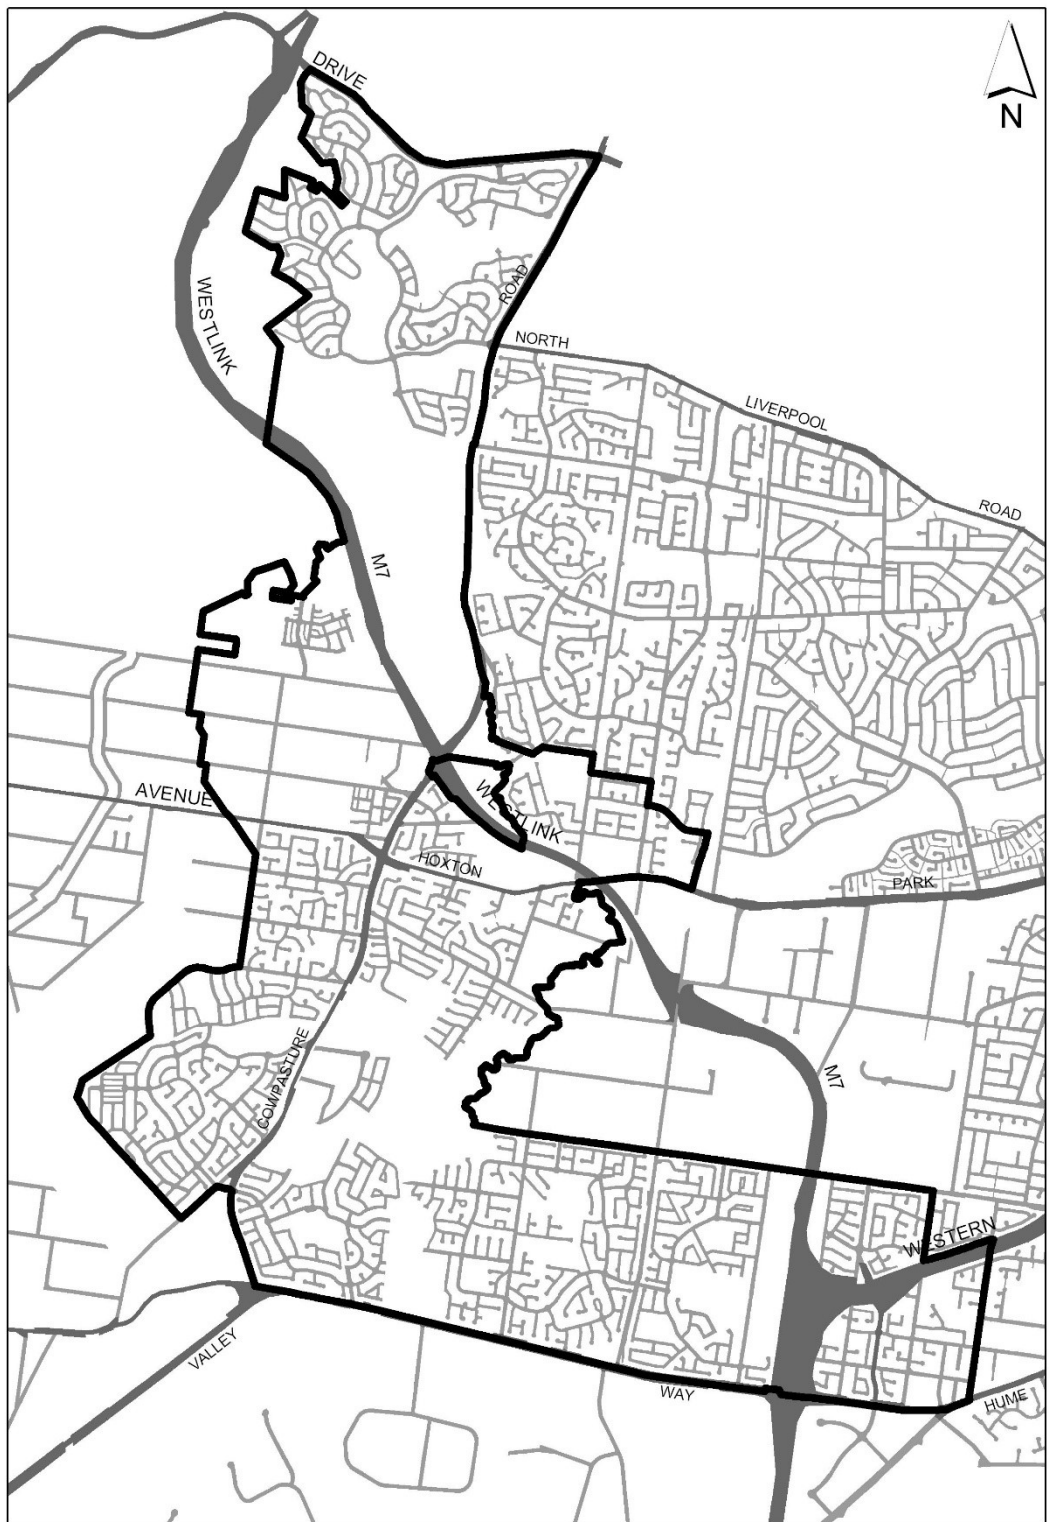 DRIVE
N
ROAD
WESTLINK
NORTH
LIVERPOOL
ROAD
M7
AVENUE
WESTLINK
HOXTON
PARK
COWPASTURE
M7
WESTERN
VALLEY
WAY
HUME